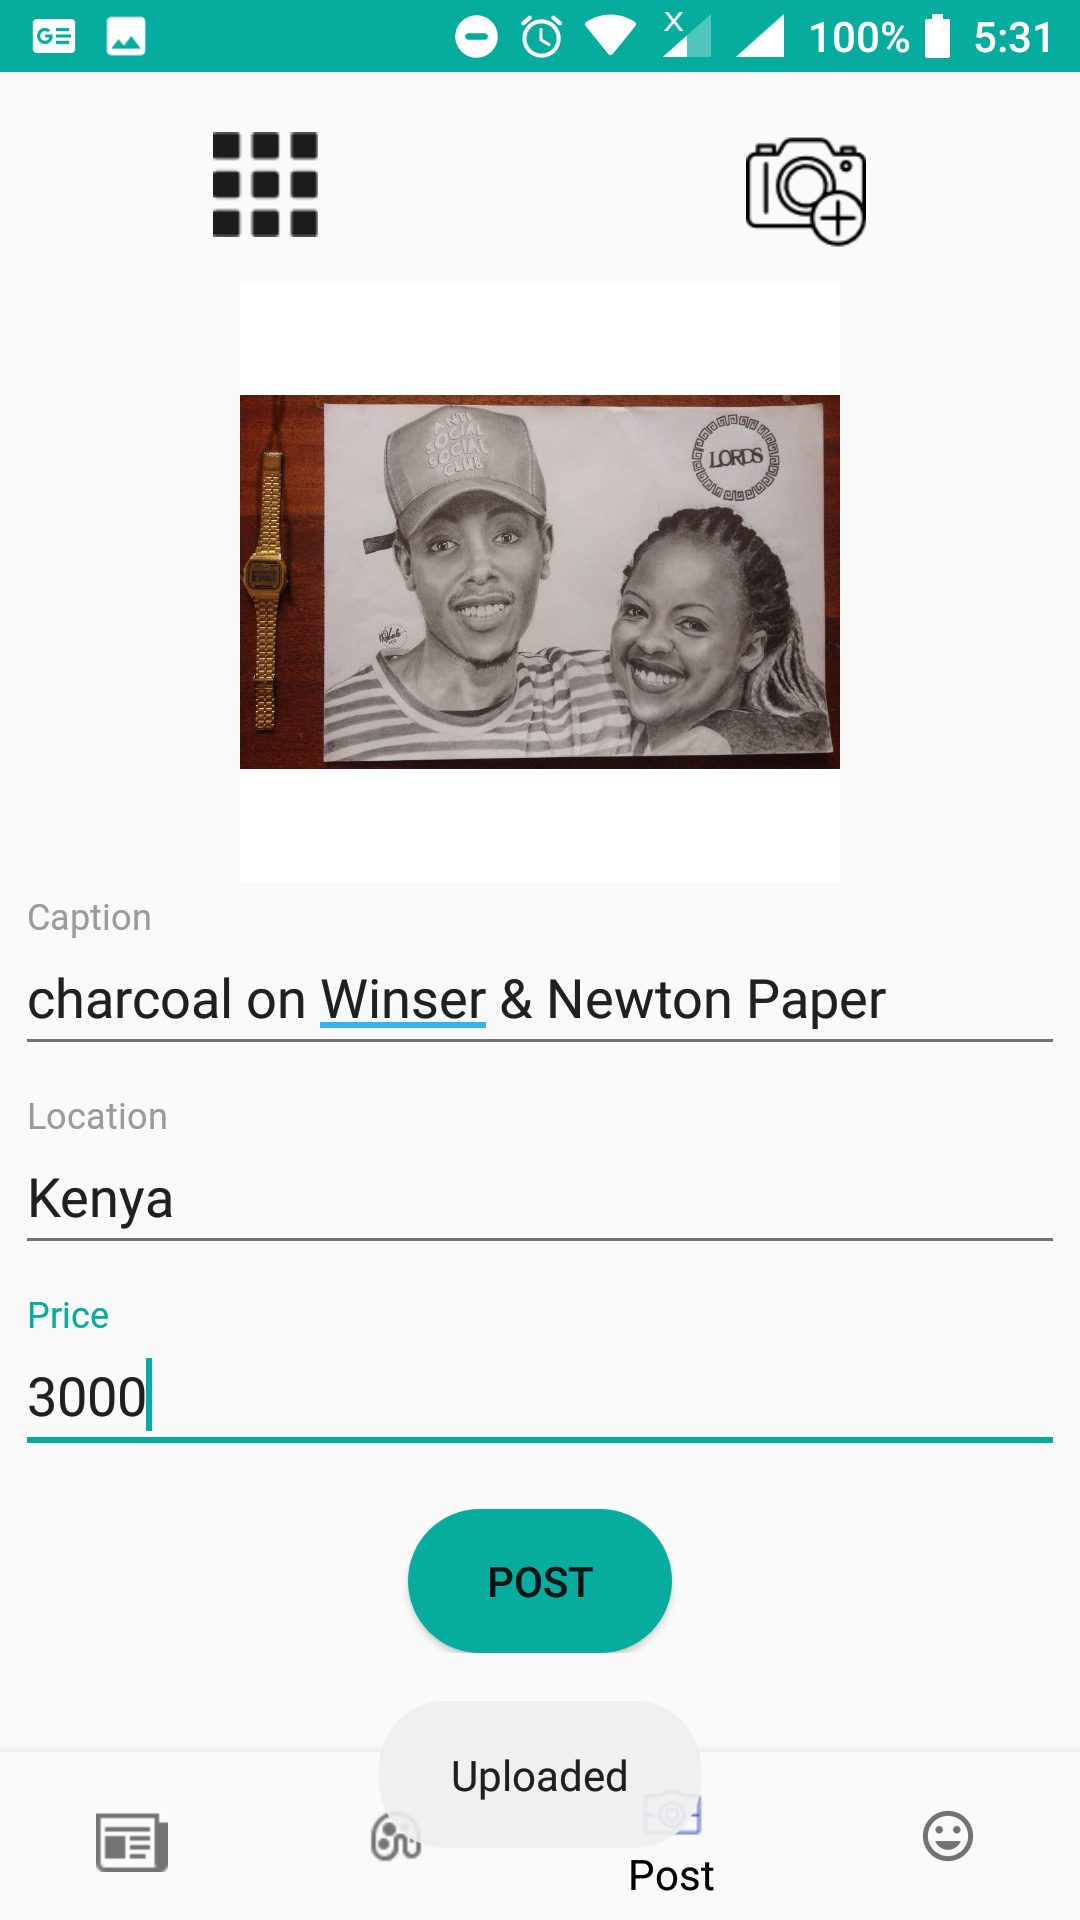 GE
X
100%
5:31
ANTI
SOCIAL
SOCIAL
CLUB
LORDS
Caption
charcoal on Winser & Newton Paper
Location
Kenya
Price
3000
POST
Uploaded
Post